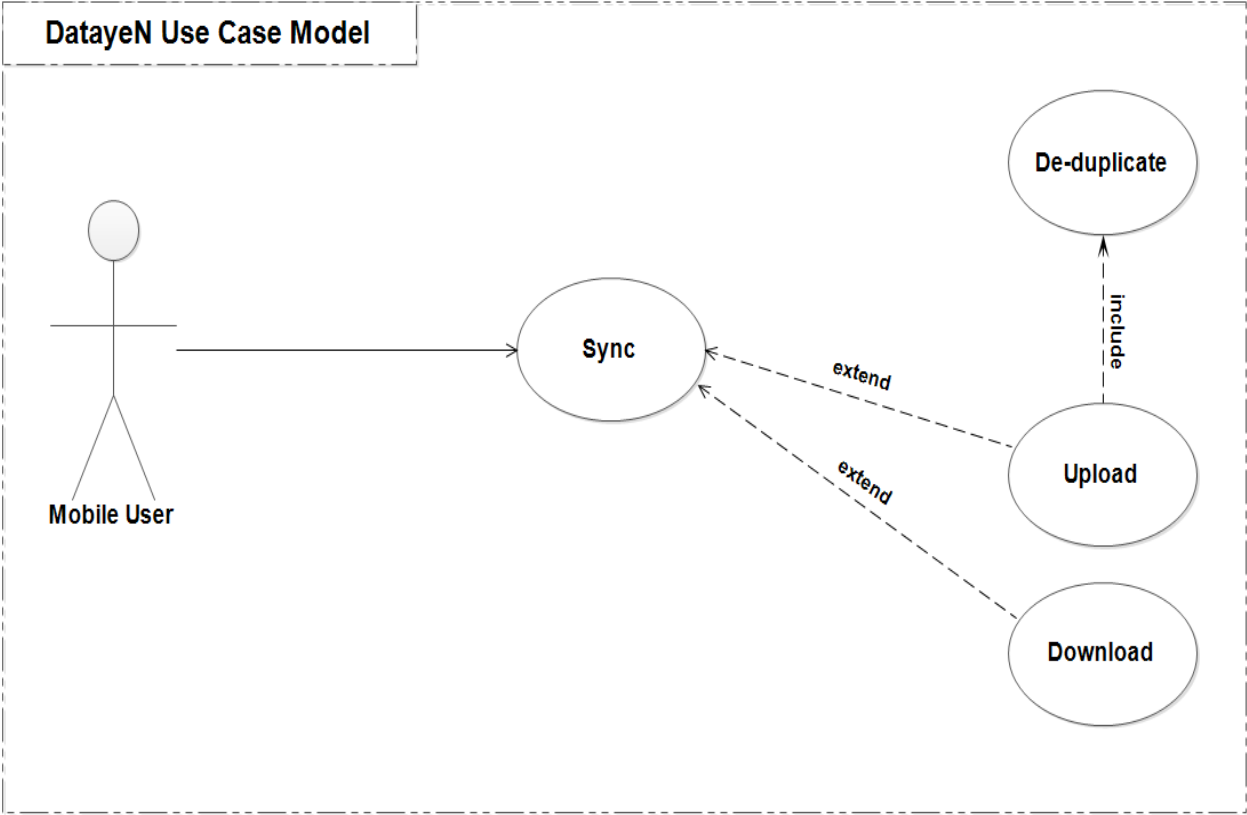 DatayeN Use Case Model
De-duplicate
include
Sync
extend
Upload
extend
Download
Mobile User